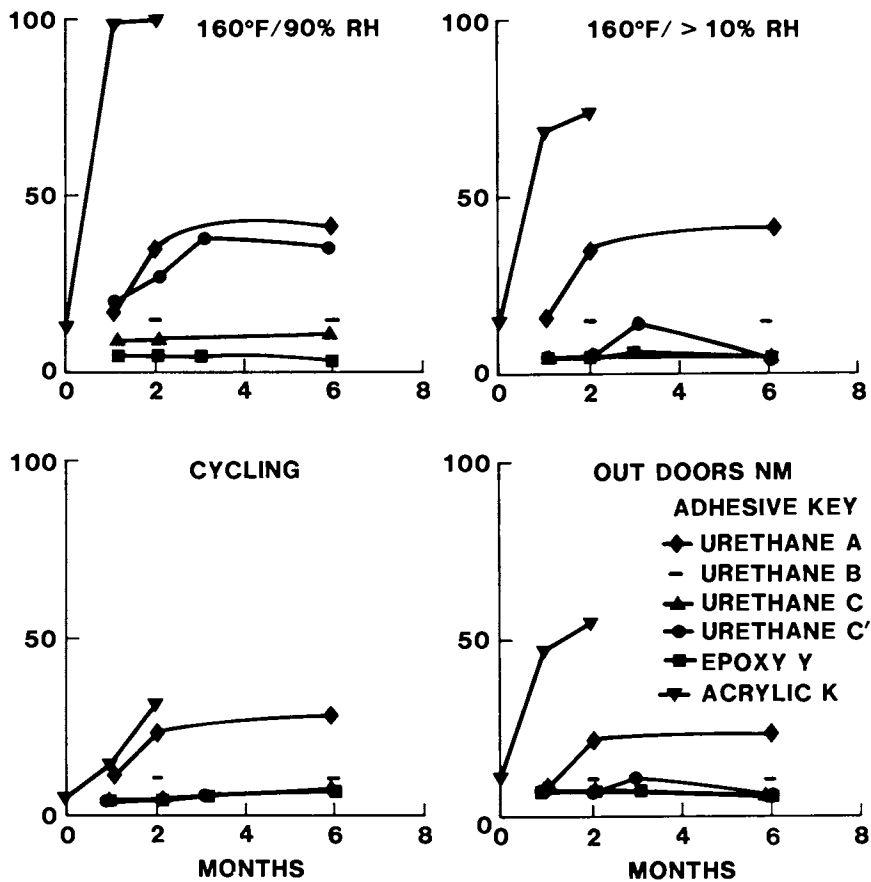 160°F/90% RH
100
50
0
0 2 4 6 8
160°F/ > 10% RH
100
50
0
0 2 4 6 8
CYCLING
100
50
0
0 2 4 6 8
MONTHS
OUT DOORS NM
ADHESIVE KEY
URETHANE A
URETHANE B
URETHANE C
URETHANE C'
EPOXY Y
ACRYLIC K
100
50
0
0 2 4 6 8
MONTHS